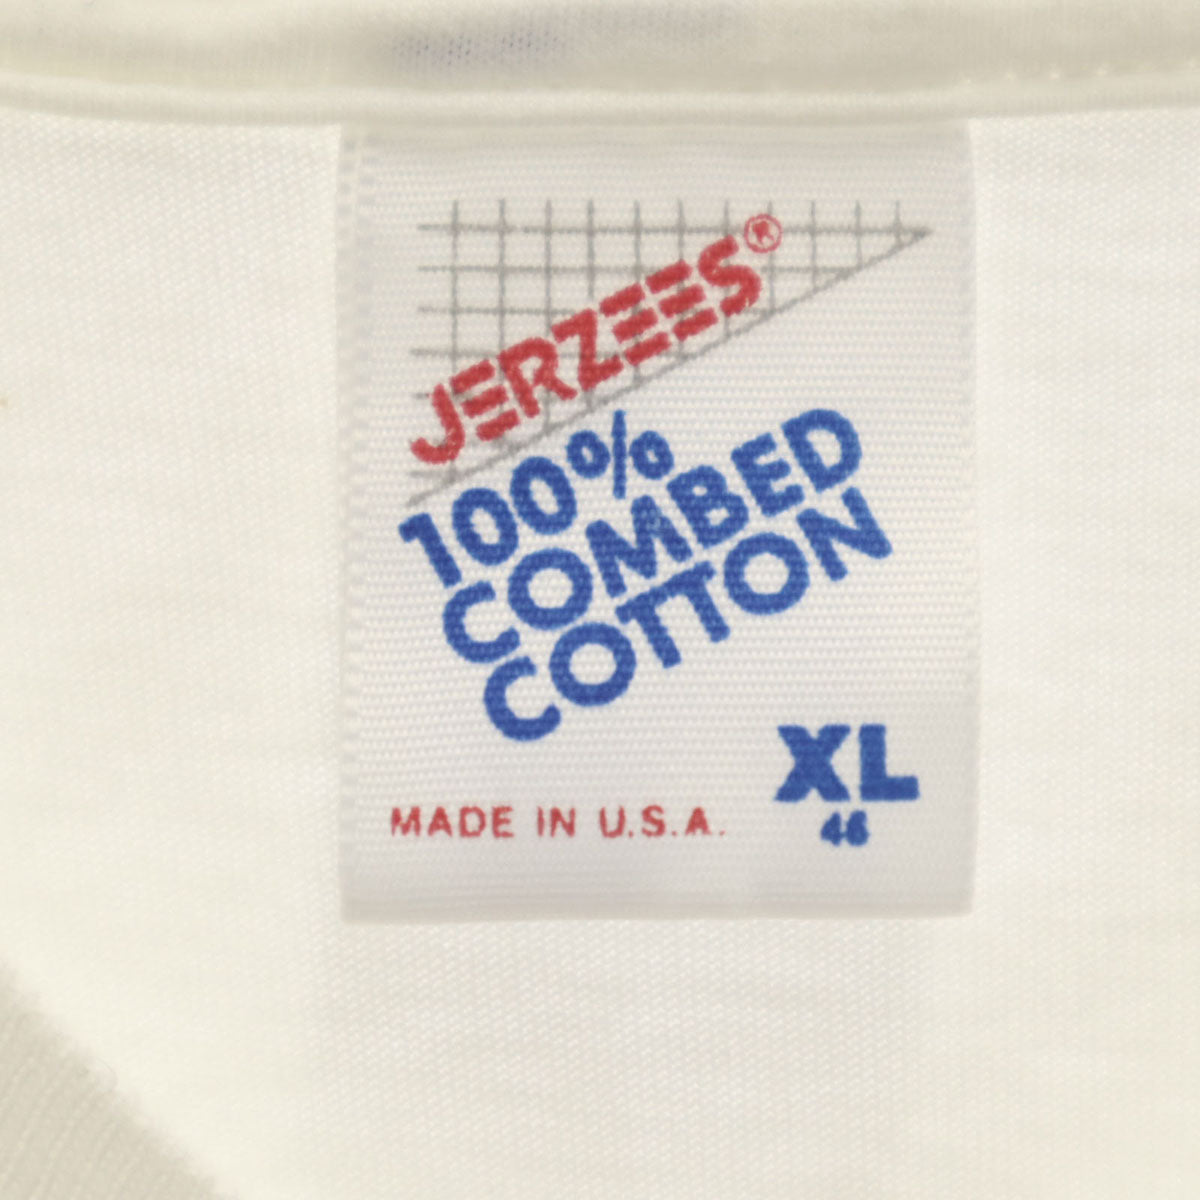 JERZEES®
100%
COMBED
COTTON
XL
46
MADE IN U.S.A.